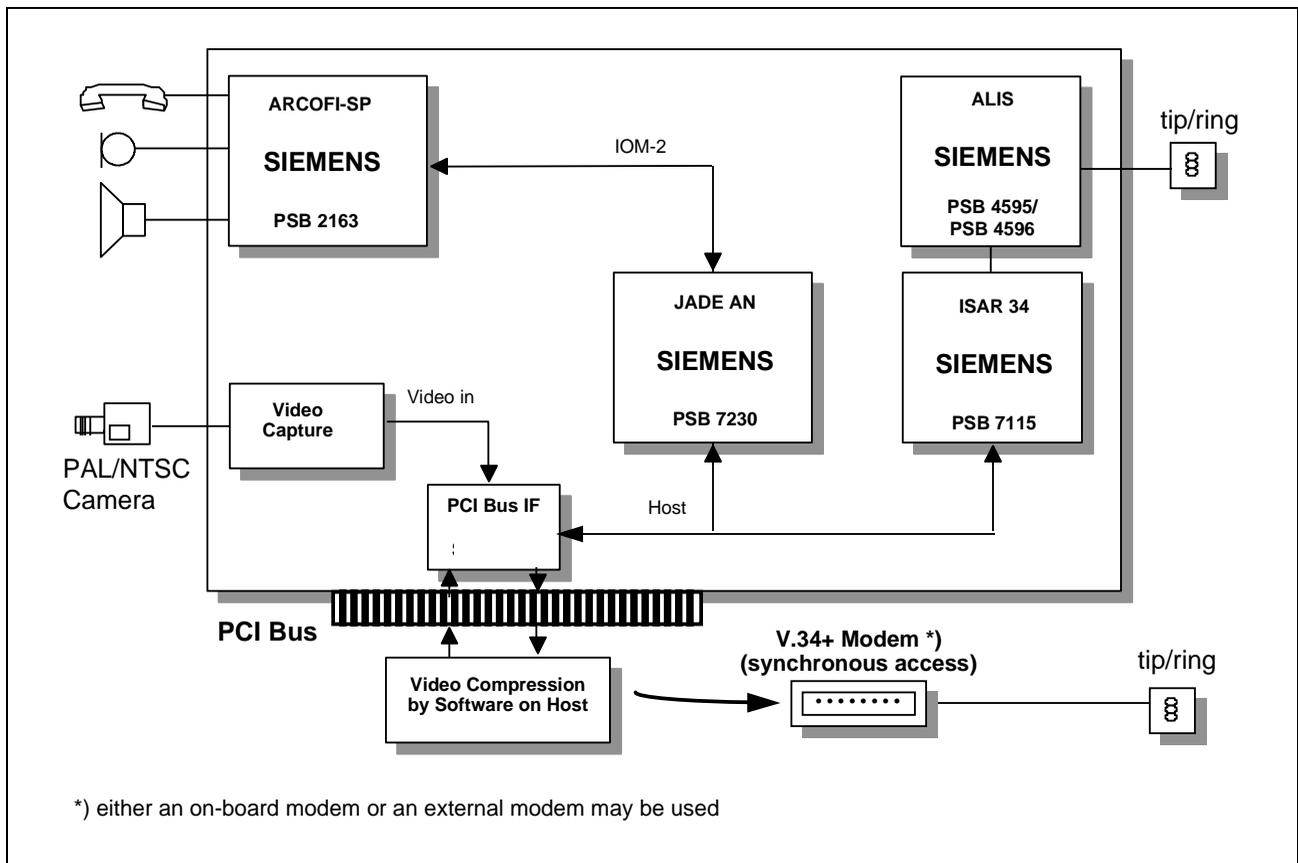 ARCOFI-SP
SIEMENS
PSB 2163
IOM-2
ALIS
SIEMENS
PSB 4595/
PSB 4596
tip/ring
JADE AN
SIEMENS
PSB 7230
ISAR 34
SIEMENS
PSB 7115
Video
Capture
Video in
PAL/NTSC
Camera
PCI Bus IF
Host
PCI Bus
Video Compression
by Software on Host
V.34+ Modem *)
(synchronous access)
tip/ring
*) either an on-board modem or an external modem may be used